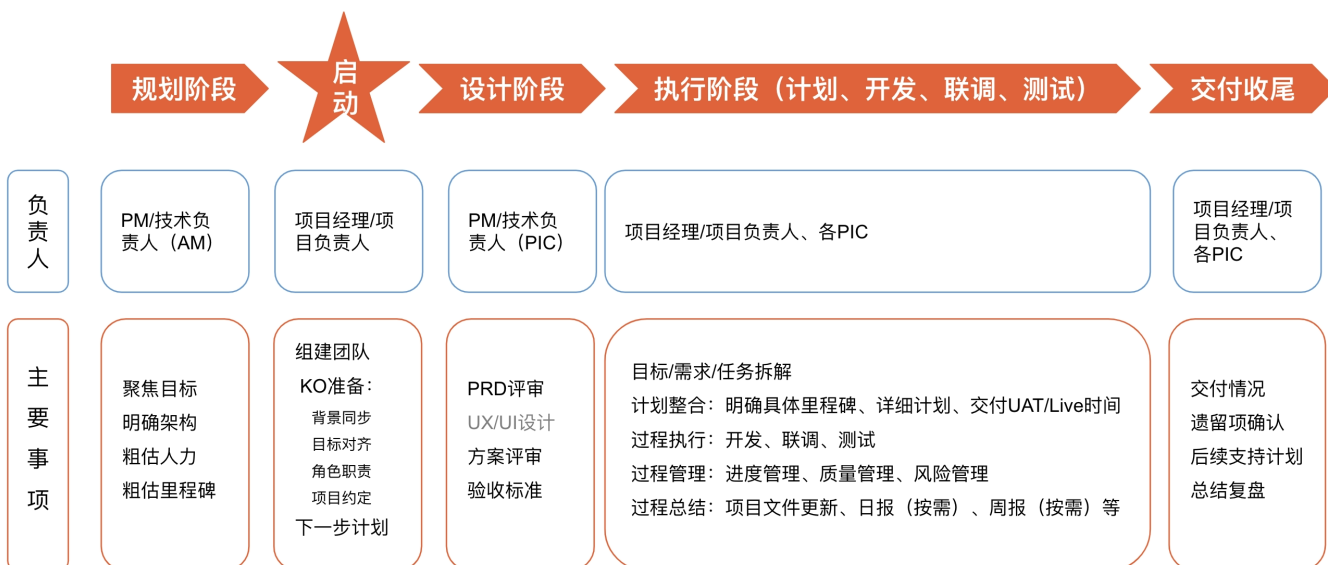 规划阶段
启
动
设计阶段
执行阶段（计划、开发、联调、测试）
交付收尾
负
责
人
PM/技术负
责人（AM）
项目经理/项
目负责人
PM/技术负
责人（PIC）
项目经理/项目负责人、各PIC
项目经理/项
目负责人、
各PIC
主
要
事
项
聚焦目标
明确架构
粗估人力
粗估里程碑
组建团队
KO准备：
背景同步
目标对齐
角色职责
项目约定
下一步计划
PRD评审
UX/UI设计
方案评审
验收标准
目标/需求/任务拆解
计划整合：明确具体里程碑、详细计划、交付UAT/Live时间
过程执行：开发、联调、测试
过程管理：进度管理、质量管理、风险管理
过程总结：项目文件更新、日报（按需）、周报（按需）等
交付情况
遗留项确认
后续支持计划
总结复盘